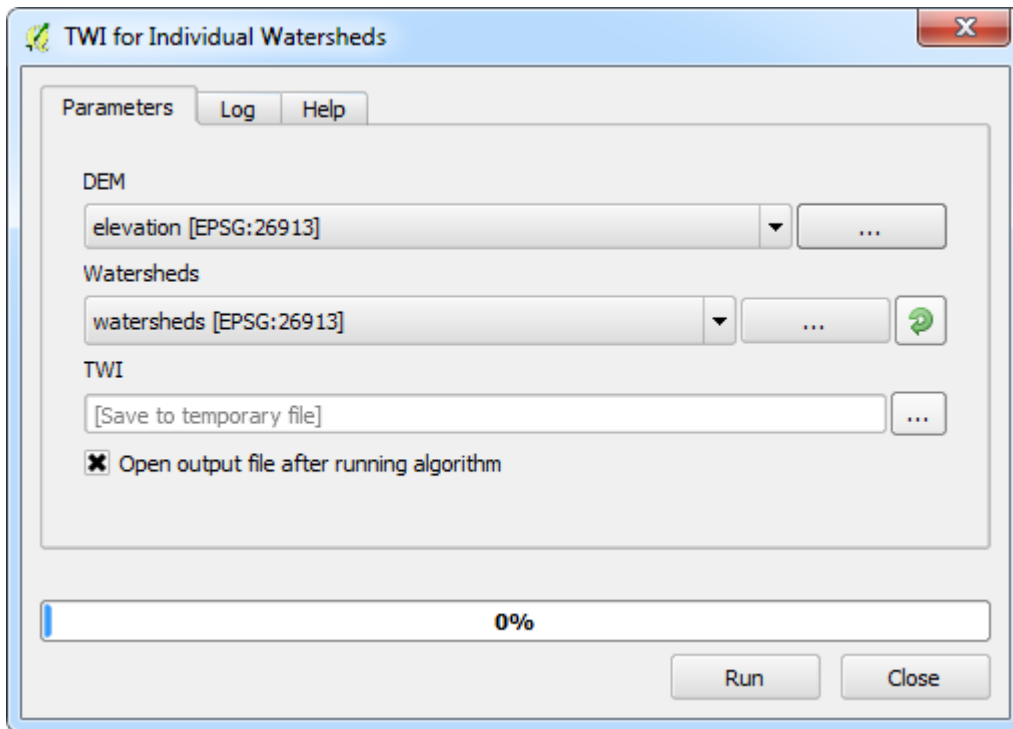 TWI for Individual Watersheds
Parameters Log Help
DEM
elevation [EPSG:26913] ...
Watersheds
watersheds [EPSG:26913] ...
TWI
[Save to temporary file] ...
Open output file after running algorithm
0%
Run Close